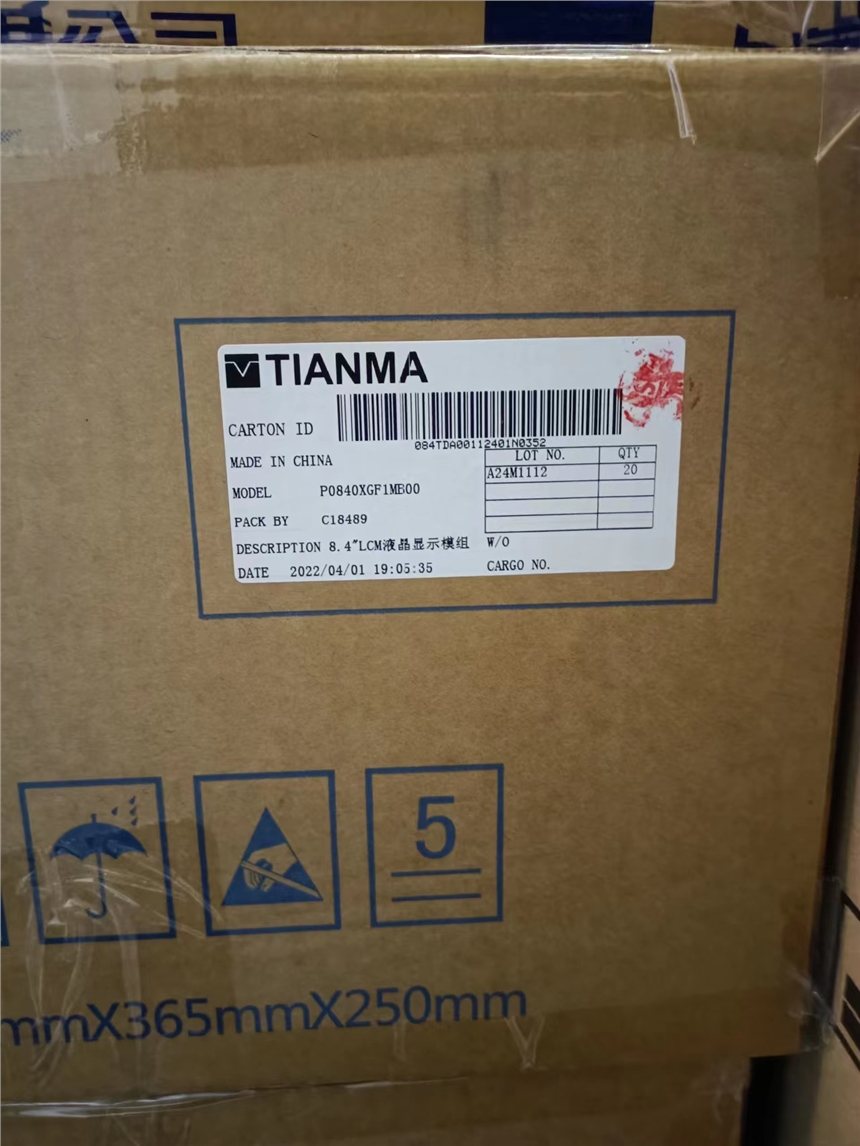 公司
TIANMA
CARTON ID
084TDA00112401N0352
MADE IN CHINA
LOT NO. QTY
A24M1112 20
MODEL P0840XGF1MB00
PACK BY C18489
DESCRIPTION 8.4"LCM液晶显示模组 W/O
DATE 2022/04/01 19:05:35 CARGO NO.
5
mmX365mmX250mm